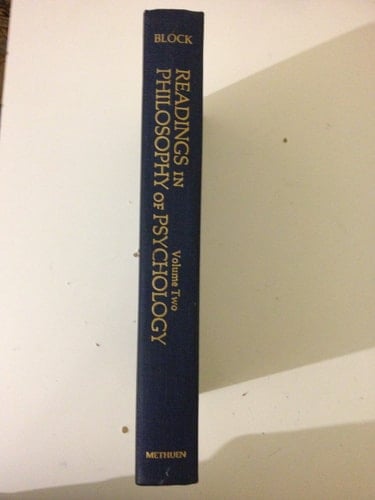 BLOCK
READINGS IN
PHILOSOPHY OF PSYCHOLOGY
Volume Two
METHUEN